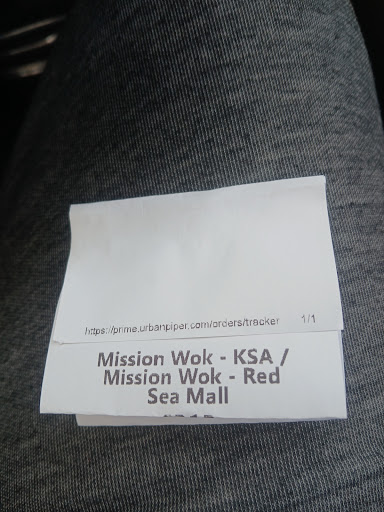 https://prime.urbanpiper.com/orders/tracker 1/1
Mission Wok - KSA /
Mission Wok - Red
Sea Mall